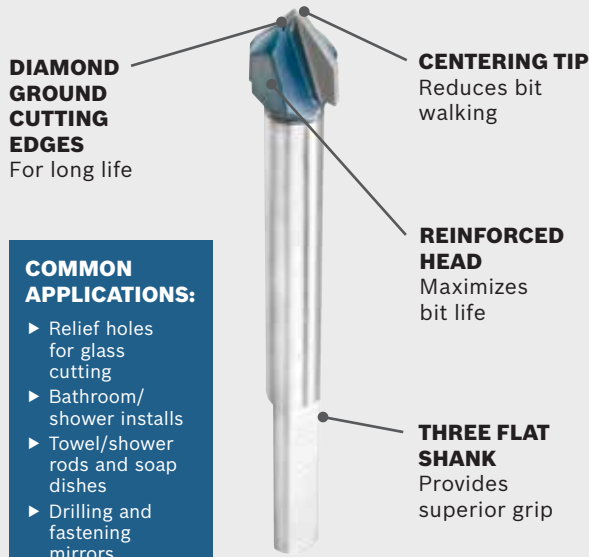 DIAMOND
GROUND
CUTTING
EDGES
For long life
CENTERING TIP
Reduces bit
walking
REINFORCED
HEAD
Maximizes
bit life
COMMON
APPLICATIONS:
▶ Relief holes
for glass
cutting
▶ Bathroom/
shower installs
▶ Towel/shower
rods and soap
dishes
▶ Drilling and
fastening
mirrors
THREE FLAT
SHANK
Provides
superior grip